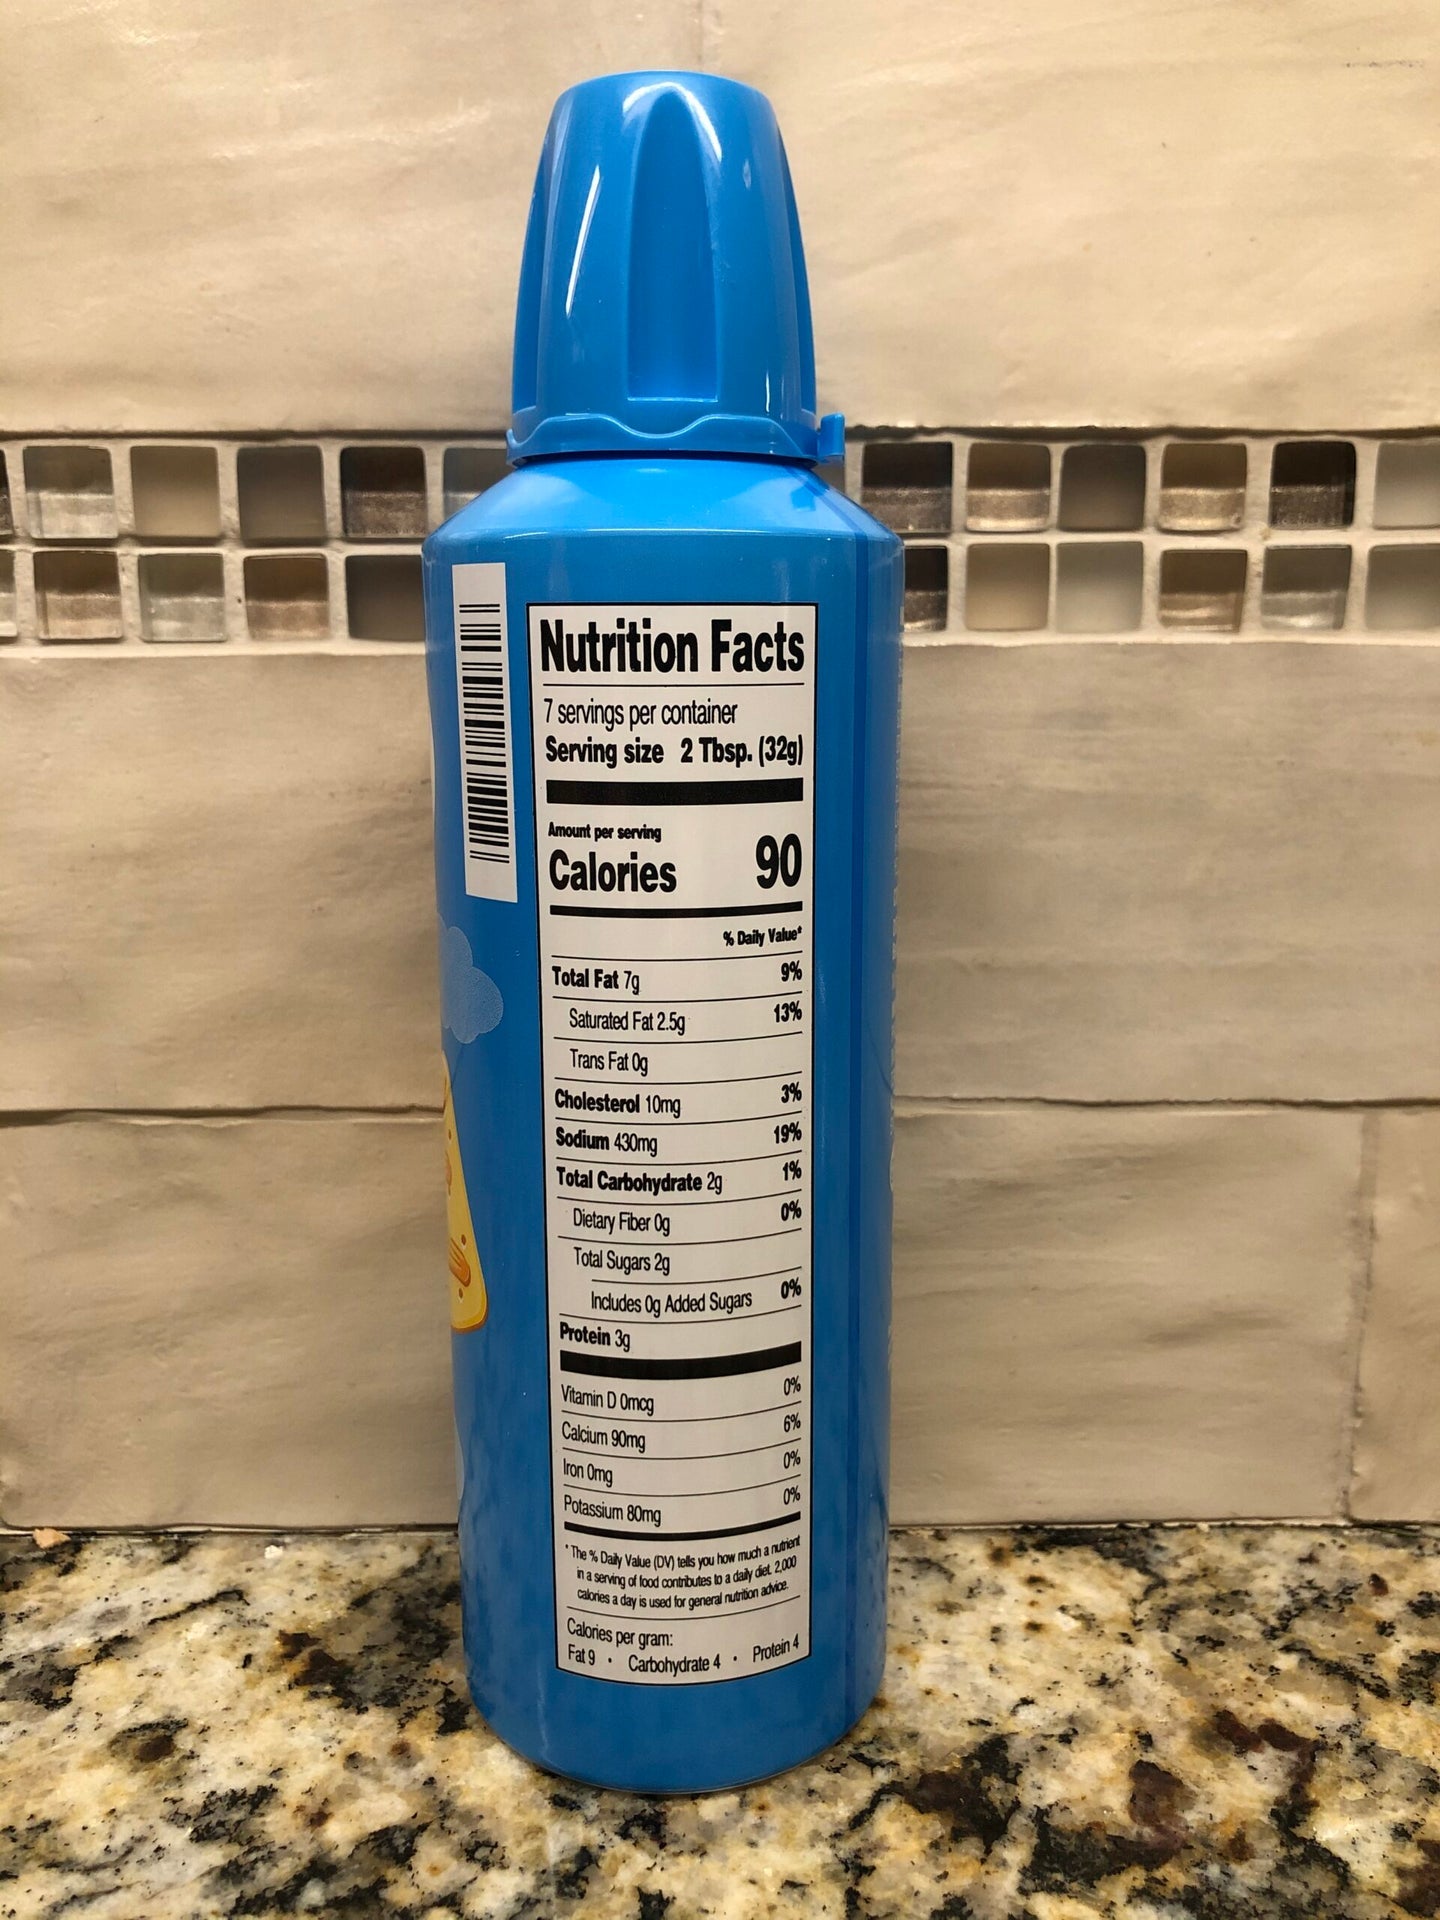 Nutrition Facts
7 servings per container
Serving size 2 Tbsp. (32g)
Amount per serving
Calories 90
% Daily Value*
Total Fat 7g 9%
Saturated Fat 2.5g 13%
Trans Fat 0g
Cholesterol 10mg 3%
Sodium 430mg 19%
Total Carbohydrate 2g 1%
Dietary Fiber 0g 0%
Total Sugars 2g
Includes 0g Added Sugars 0%
Protein 3g
Vitamin D 0mcg 0%
Calcium 90mg 6%
Iron 0mg 0%
Potassium 80mg 0%
* The % Daily Value (DV) tells you how much a nutrient
in a serving of food contributes to a daily diet. 2,000
calories a day is used for general nutrition advice.
Calories per gram:
Fat 9 • Carbohydrate 4 • Protein 4